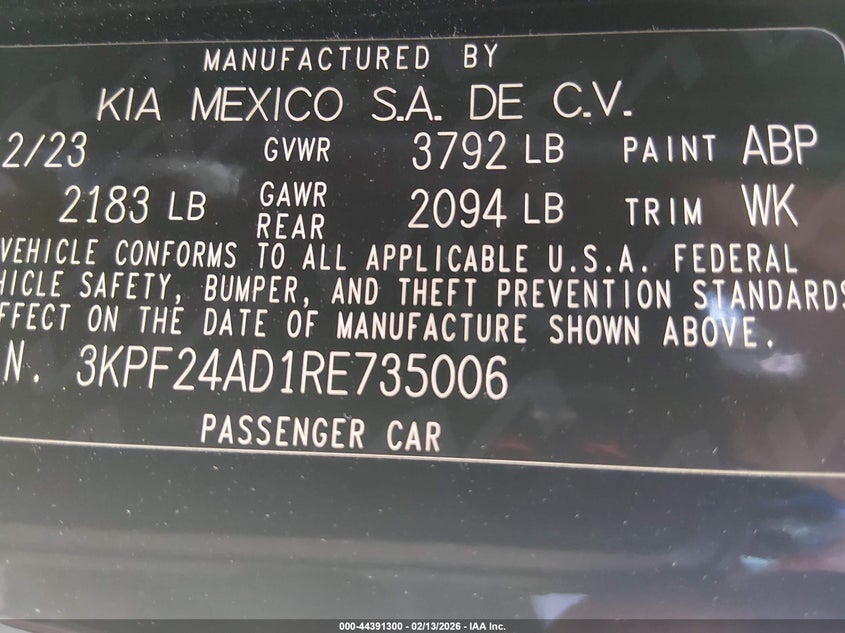 MANUFACTURED BY
KIA MEXICO S.A. DE C.V.
2/23 GVWR 3792 LB PAINT ABP
2183 LB GAWR REAR 2094 LB TRIM WK
VEHICLE CONFORMS TO ALL APPLICABLE U.S.A. FEDERAL
HICLE SAFETY, BUMPER, AND THEFT PREVENTION STANDARDS
FFECT ON THE DATE OF MANUFACTURE SHOWN ABOVE.
N. 3KPF24AD1RE735006
PASSENGER CAR
000-44391300 - 02/13/2026 - IAA Inc.